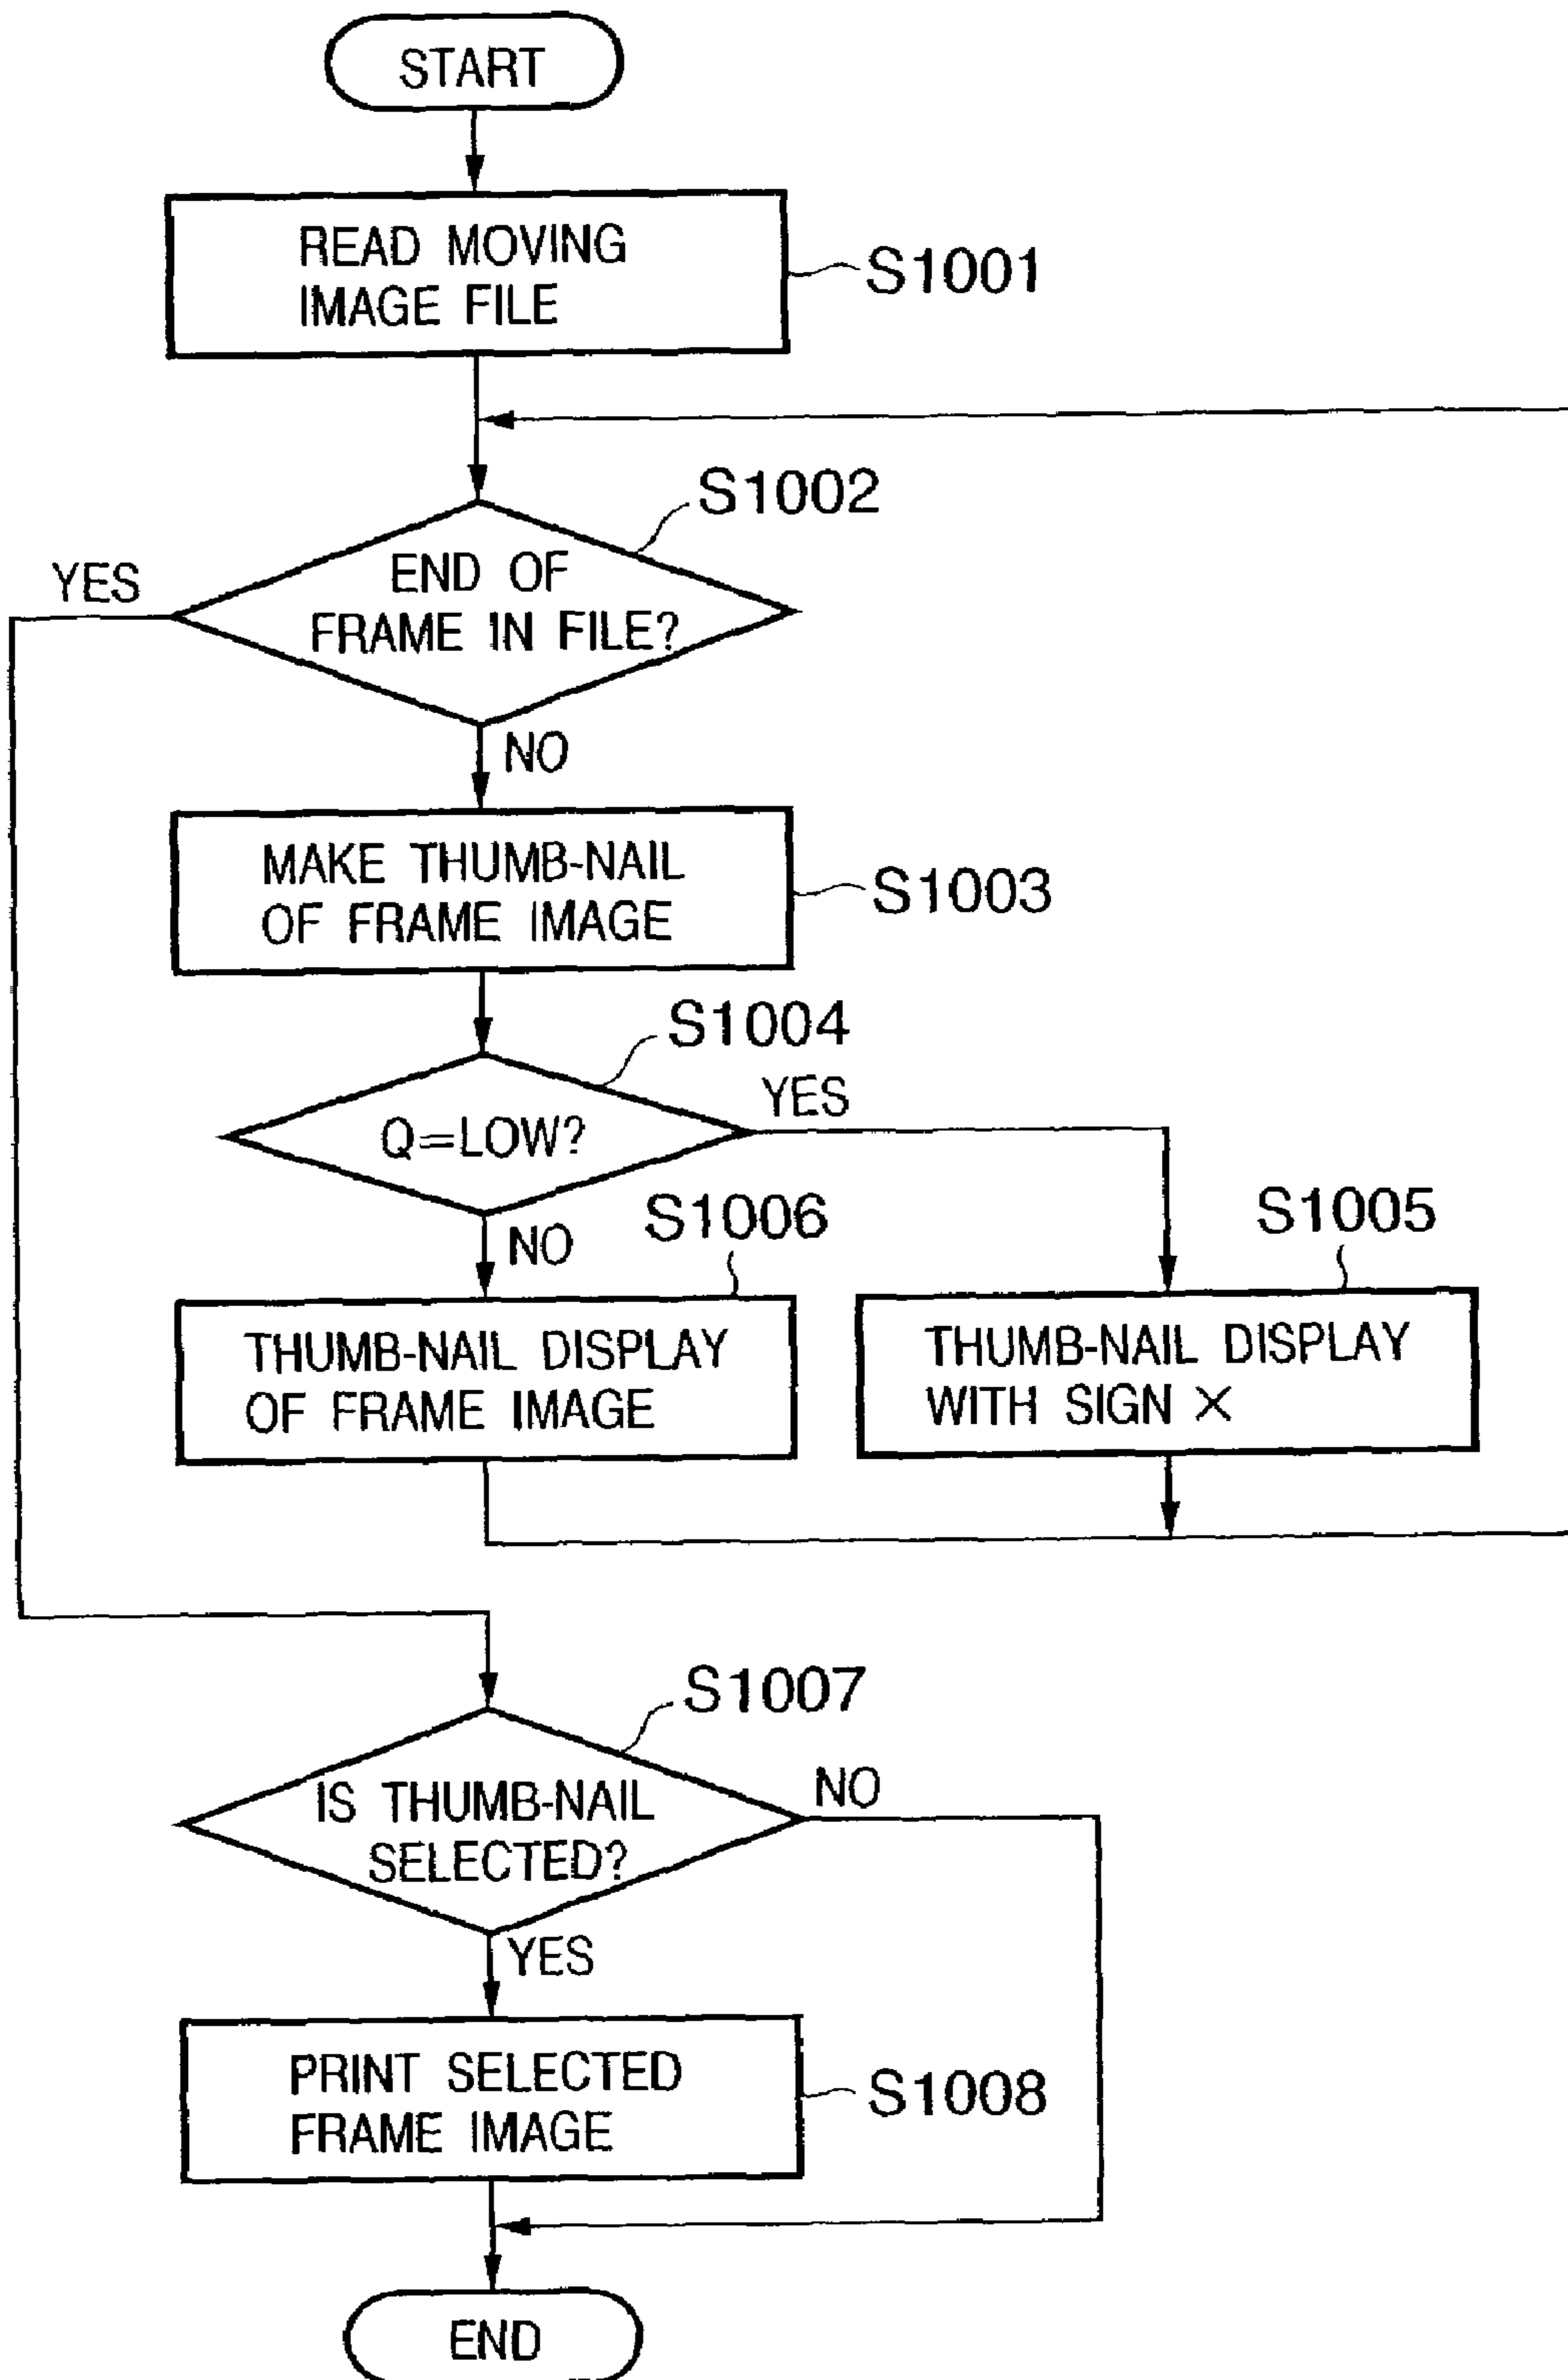 START
READ MOVING
IMAGE FILE
S1001
S1002
YES
END OF
FRAME IN FILE?
NO
MAKE THUMB-NAIL
OF FRAME IMAGE
S1003
S1004
YES
Q=LOW?
NO
S1006
S1005
THUMB-NAIL DISPLAY
OF FRAME IMAGE
THUMB-NAIL DISPLAY
WITH SIGN ×
S1007
IS THUMB-NAIL
SELECTED?
NO
YES
PRINT SELECTED
FRAME IMAGE
S1008
END